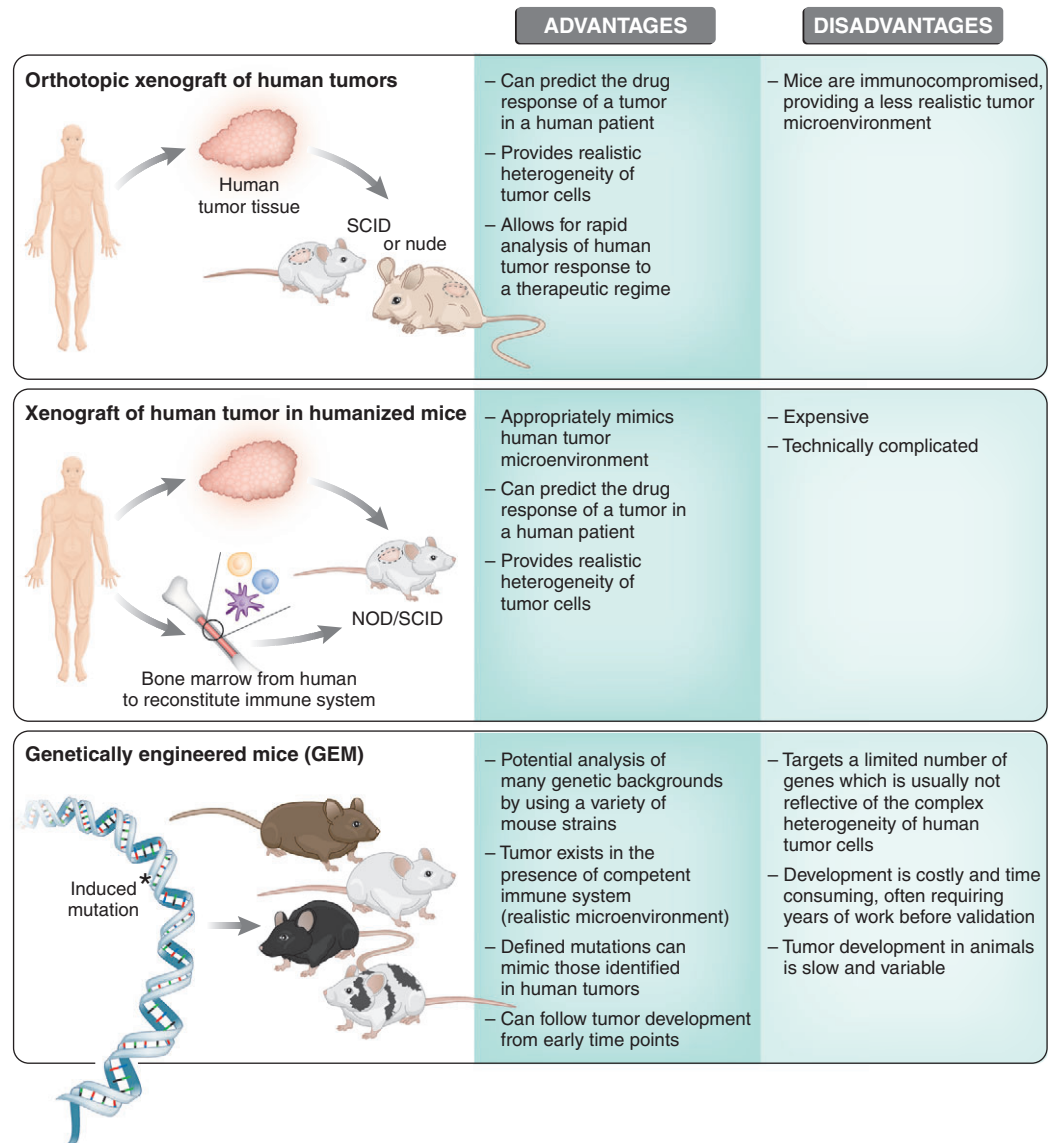 ADVANTAGES
DISADVANTAGES
Orthotopic xenograft of human tumors
Human
tumor tissue
SCID
or nude
– Can predict the drug
response of a tumor
in a human patient
– Provides realistic
heterogeneity of
tumor cells
– Allows for rapid
analysis of human
tumor response to
a therapeutic regime
– Mice are immunocompromised,
providing a less realistic tumor
microenvironment
Xenograft of human tumor in humanized mice
NOD/SCID
Bone marrow from human
to reconstitute immune system
– Appropriately mimics
human tumor
microenvironment
– Can predict the drug
response of a tumor in
a human patient
– Provides realistic
heterogeneity of
tumor cells
– Expensive
– Technically complicated
Genetically engineered mice (GEM)
*
Induced
mutation
– Potential analysis of
many genetic backgrounds
by using a variety of
mouse strains
– Tumor exists in the
presence of competent
immune system
(realistic microenvironment)
– Defined mutations can
mimic those identified
in human tumors
– Can follow tumor development
from early time points
– Targets a limited number of
genes which is usually not
reflective of the complex
heterogeneity of human
tumor cells
– Development is costly and time
consuming, often requiring
years of work before validation
– Tumor development in animals
is slow and variable